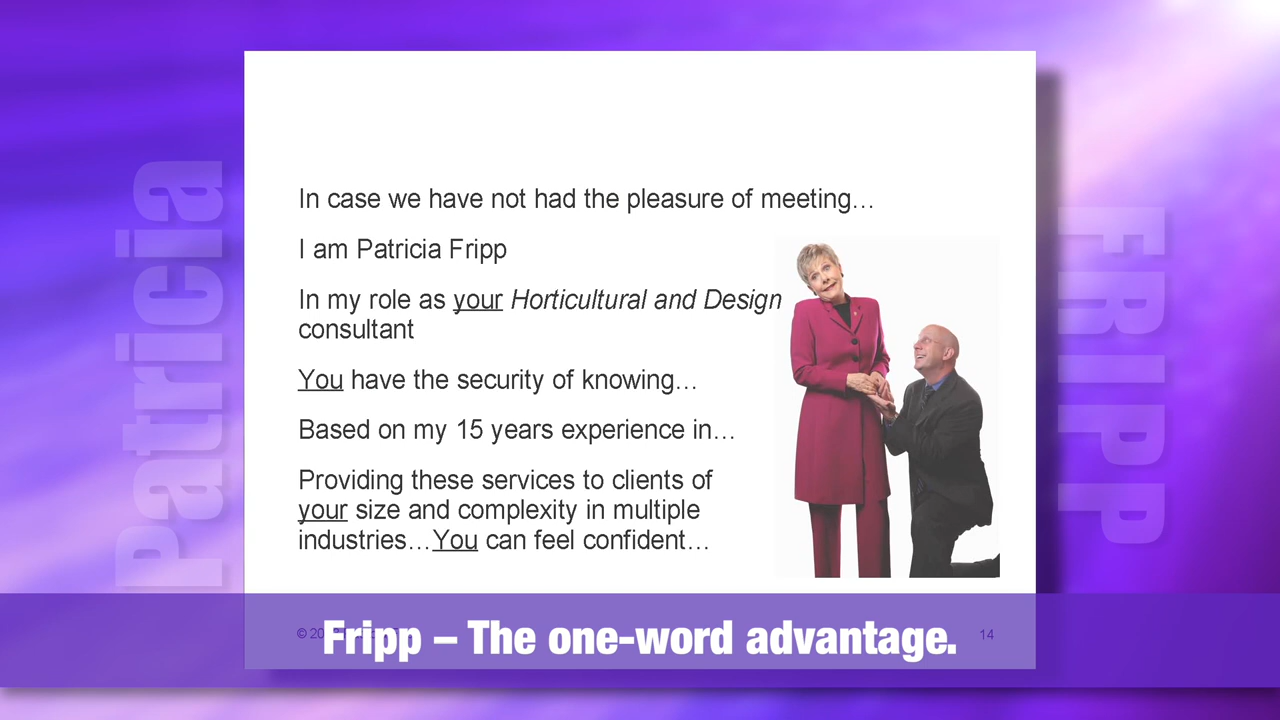 In case we have not had the pleasure of meeting…
I am Patricia Fripp
In my role as your Horticultural and Design
consultant
You have the security of knowing…
Based on my 15 years experience in…
Providing these services to clients of
your size and complexity in multiple
industries…You can feel confident…
Patricia
FRIPP
14
Fripp – The one-word advantage.